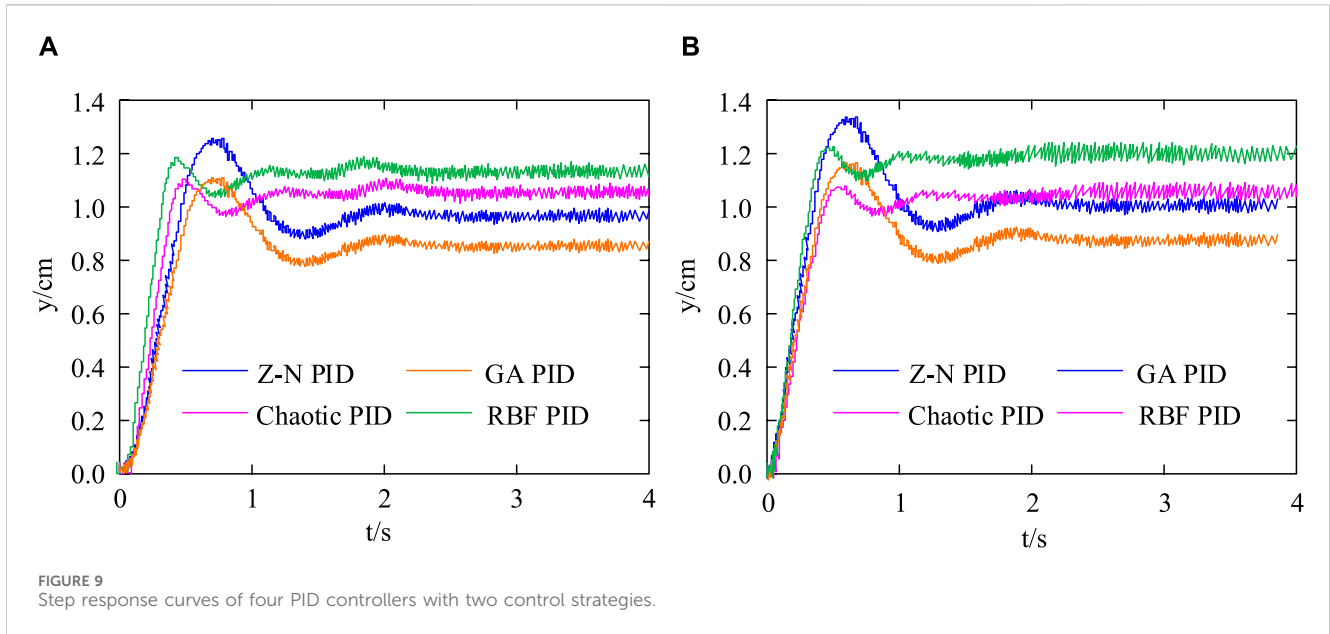 A
B
1.4
1.2
1.0
0.8
0.6
0.4
0.2
0.0
y/cm
Z-N PID
GA PID
Chaotic PID
RBF PID
0 1 2 3 4
t/s
1.4
1.2
1.0
0.8
0.6
0.4
0.2
0.0
y/cm
Z-N PID
GA PID
Chaotic PID
RBF PID
0 1 2 3 4
t/s
FIGURE 9
Step response curves of four PID controllers with two control strategies.